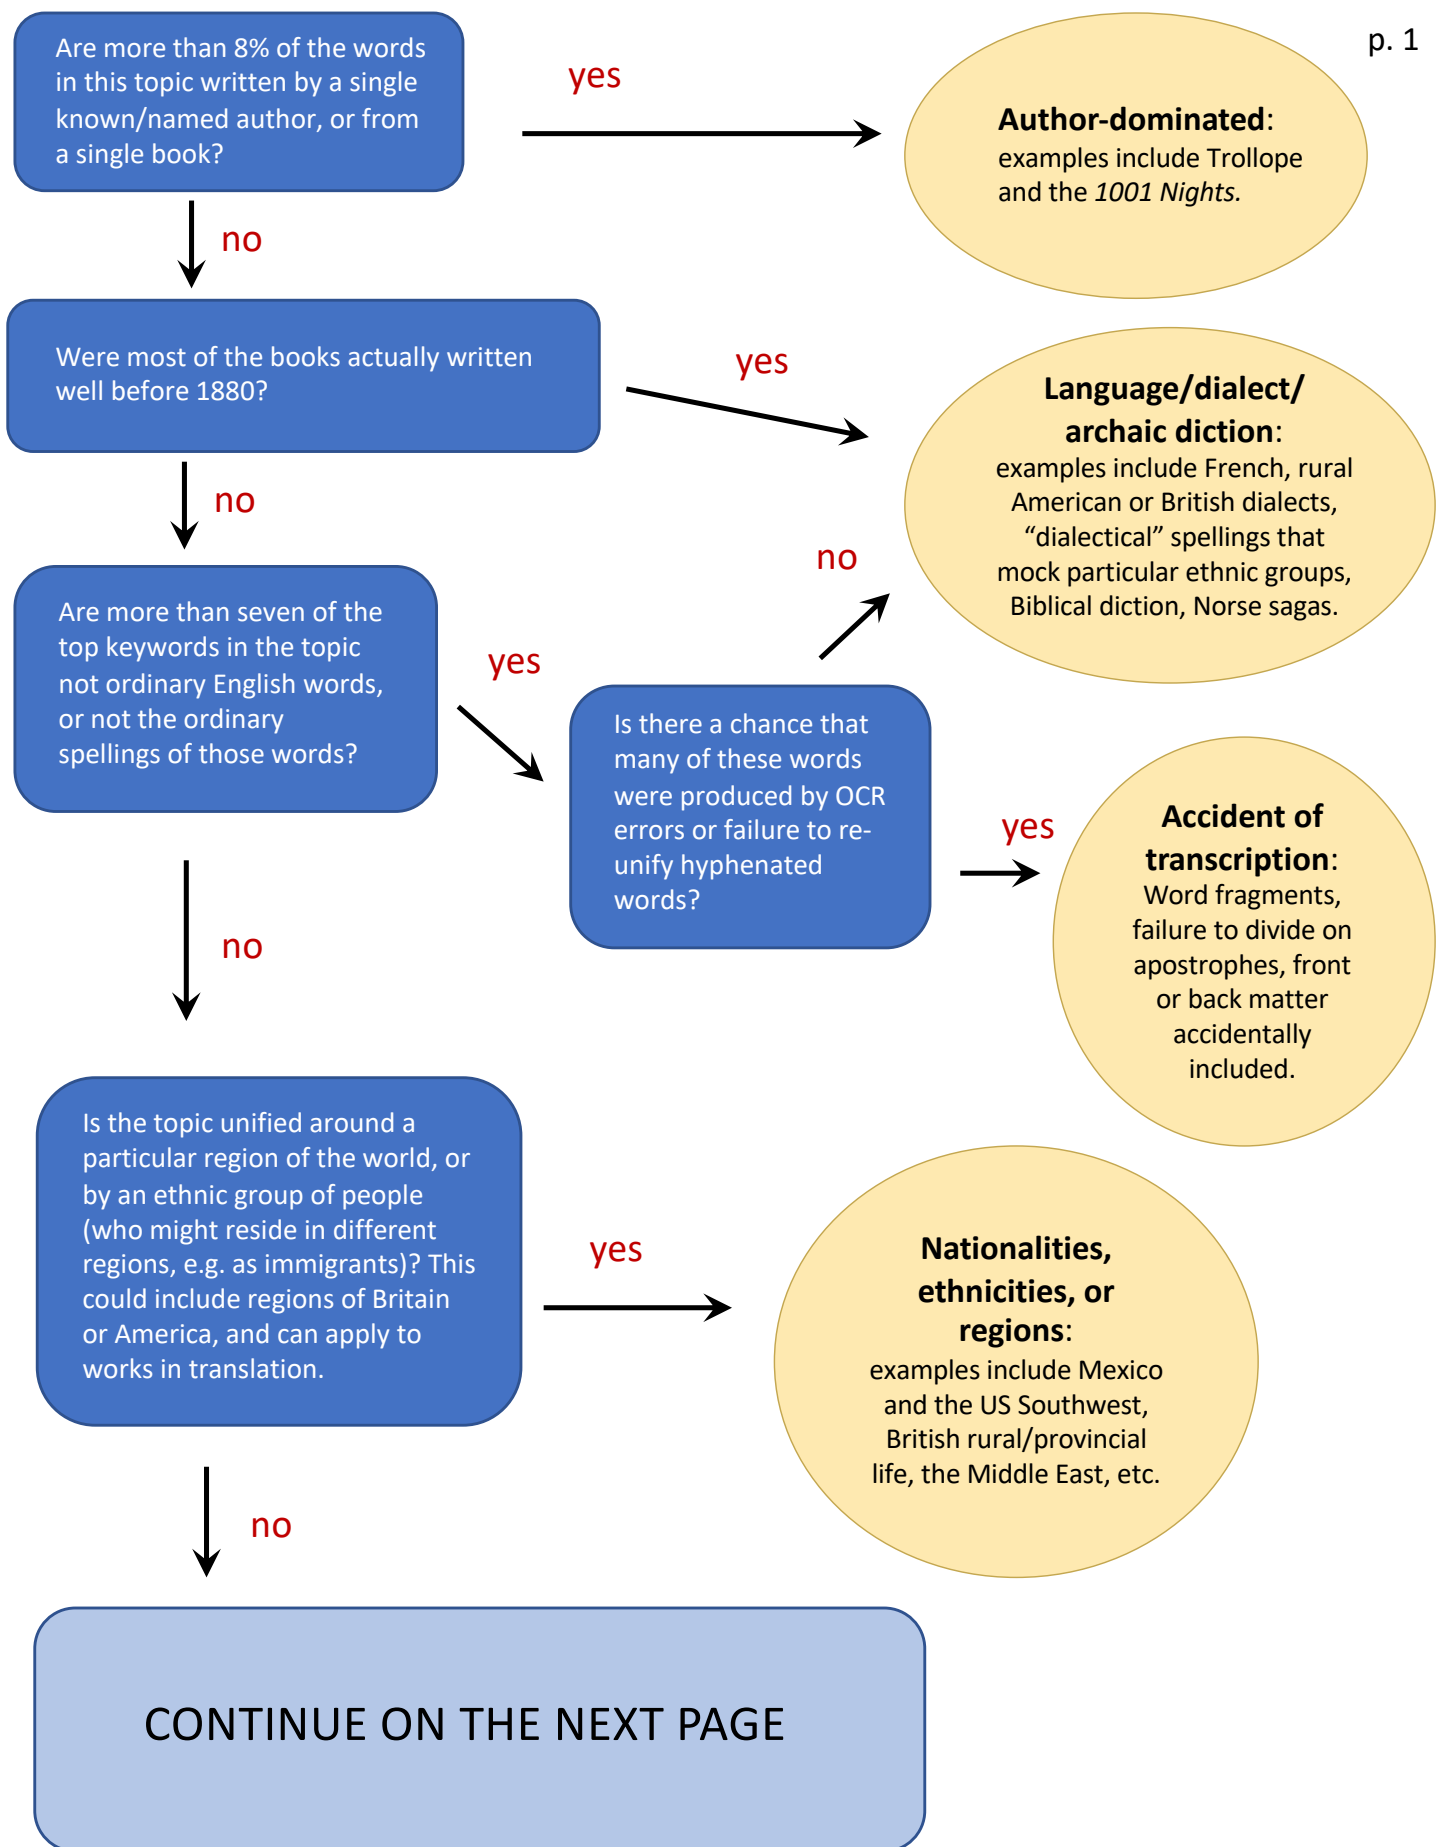 p. 1
Are more than 8% of the words
in this topic written by a single
known/named author, or from
a single book?
yes
Author-dominated:
examples include Trollope
and the 1001 Nights.
no
Were most of the books actually written
well before 1880?
yes
Language/dialect/
archaic diction:
examples include French, rural
American or British dialects,
“dialectical” spellings that
mock particular ethnic groups,
Biblical diction, Norse sagas.
no
Are more than seven of the
top keywords in the topic
not ordinary English words,
or not the ordinary
spellings of those words?
yes
no
Is there a chance that
many of these words
were produced by OCR
errors or failure to re-
unify hyphenated
words?
yes
Accident of
transcription:
Word fragments,
failure to divide on
apostrophes, front
or back matter
accidentally
included.
no
Is the topic unified around a
particular region of the world, or
by an ethnic group of people
(who might reside in different
regions, e.g. as immigrants)? This
could include regions of Britain
or America, and can apply to
works in translation.
yes
Nationalities,
ethnicities, or
regions:
examples include Mexico
and the US Southwest,
British rural/provincial
life, the Middle East, etc.
no
CONTINUE ON THE NEXT PAGE